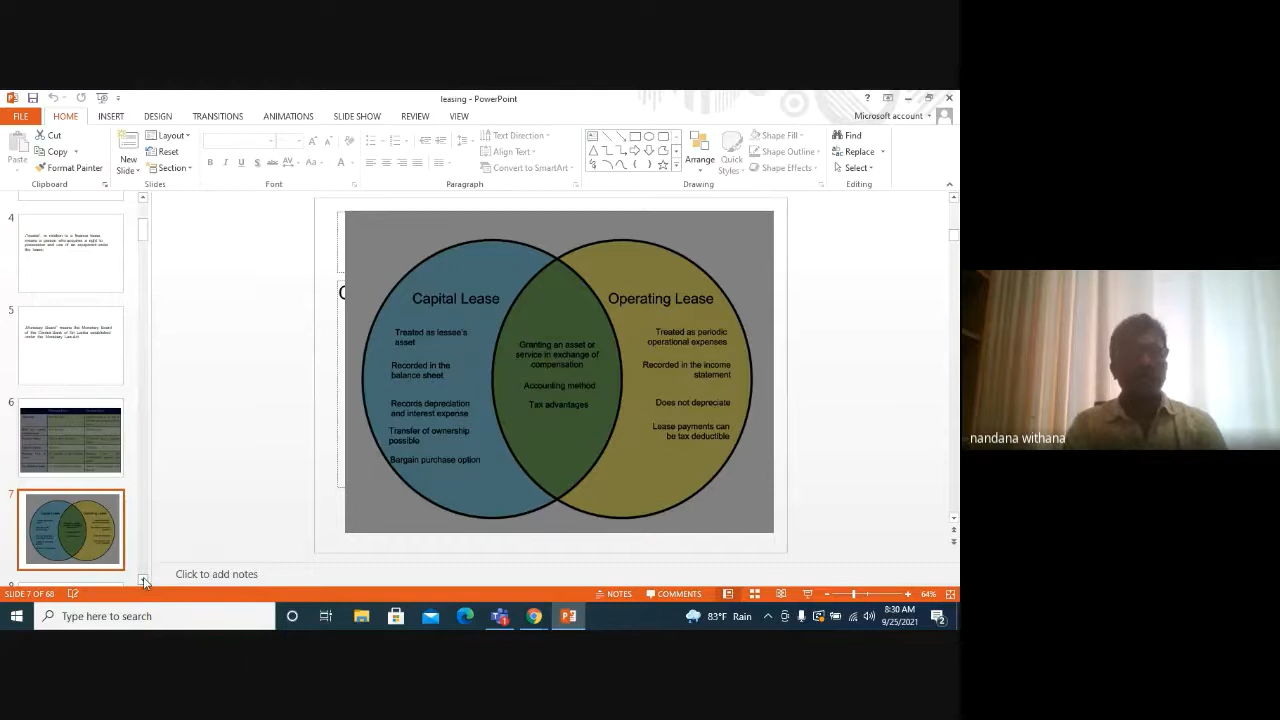 leasing - PowerPoint
FILE HOME INSERT DESIGN TRANSITIONS ANIMATIONS SLIDE SHOW REVIEW VIEW Microsoft account
Paste
Cut
Copy
Format Painter
Clipboard
New
Slide
Layout
Reset
Section
Slides
Font
Text Direction
Align Text
Convert to SmartArt
Paragraph
Arrange
Quick
Styles
Shape Fill
Shape Outline
Shape Effects
Drawing
Find
Replace
Select
Editing
4
5
6
7
Capital Lease
Treated as lessee's
asset
Recorded in the
balance sheet
Records depreciation
and interest expense
Transfer of ownership
possible
Bargain purchase option
Granting an asset or
service in exchange of
compensation
Accounting method
Tax advantages
Operating Lease
Treated as periodic
operational expenses
Recorded in the income
statement
Does not depreciate
Lease payments can
be tax deductible
Click to add notes
SLIDE 7 OF 68
NOTES COMMENTS 64%
Type here to search
83°F Rain
8:30 AM
9/25/2021
nandana withana